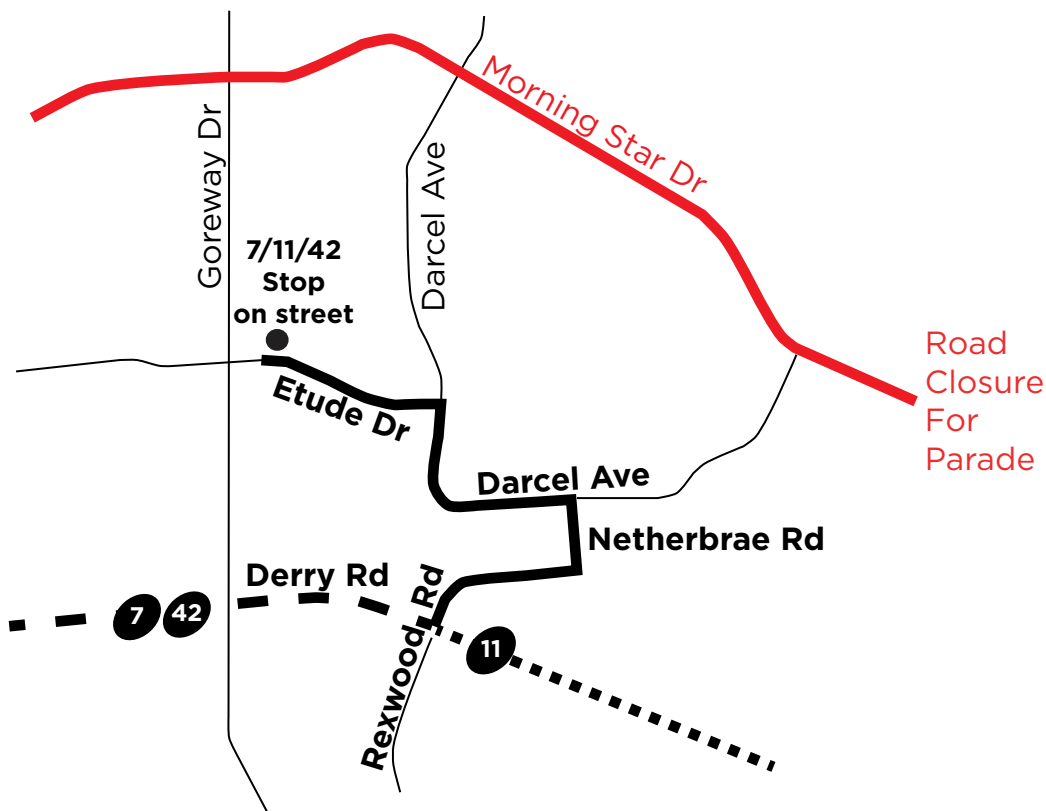 Morning Star Dr
Goreway Dr
Darcel Ave
7/11/42
Stop
on street
Road
Closure
For
Parade
Etude Dr
Darcel Ave
Netherbrae Rd
Derry Rd
7
42
Rexwood Rd
11